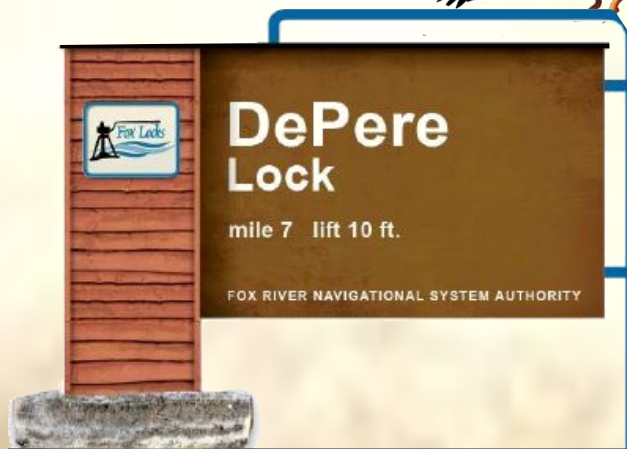 Fox Locks
DePere
Lock
mile 7 lift 10 ft.
FOX RIVER NAVIGATIONAL SYSTEM AUTHORITY